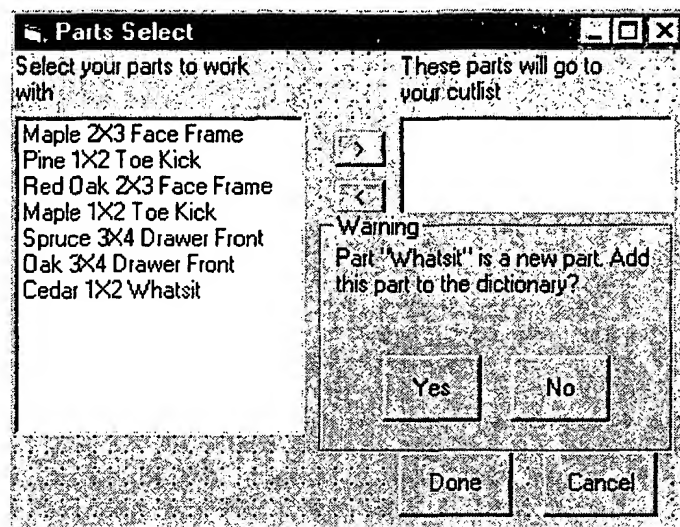 Parts Select
Select your parts to work
with
These parts will go to
your cutlist
Maple 2X3 Face Frame
Pine 1X2 Toe Kick
Red Oak 2X3 Face Frame
Maple 1X2 Toe Kick
Spruce 3X4 Drawer Front
Oak 3X4 Drawer Front
Cedar 1X2 Whatsit
>
<
Warning
Part "Whatsit" is a new part. Add
this part to the dictionary?
Yes
No
Done
Cancel